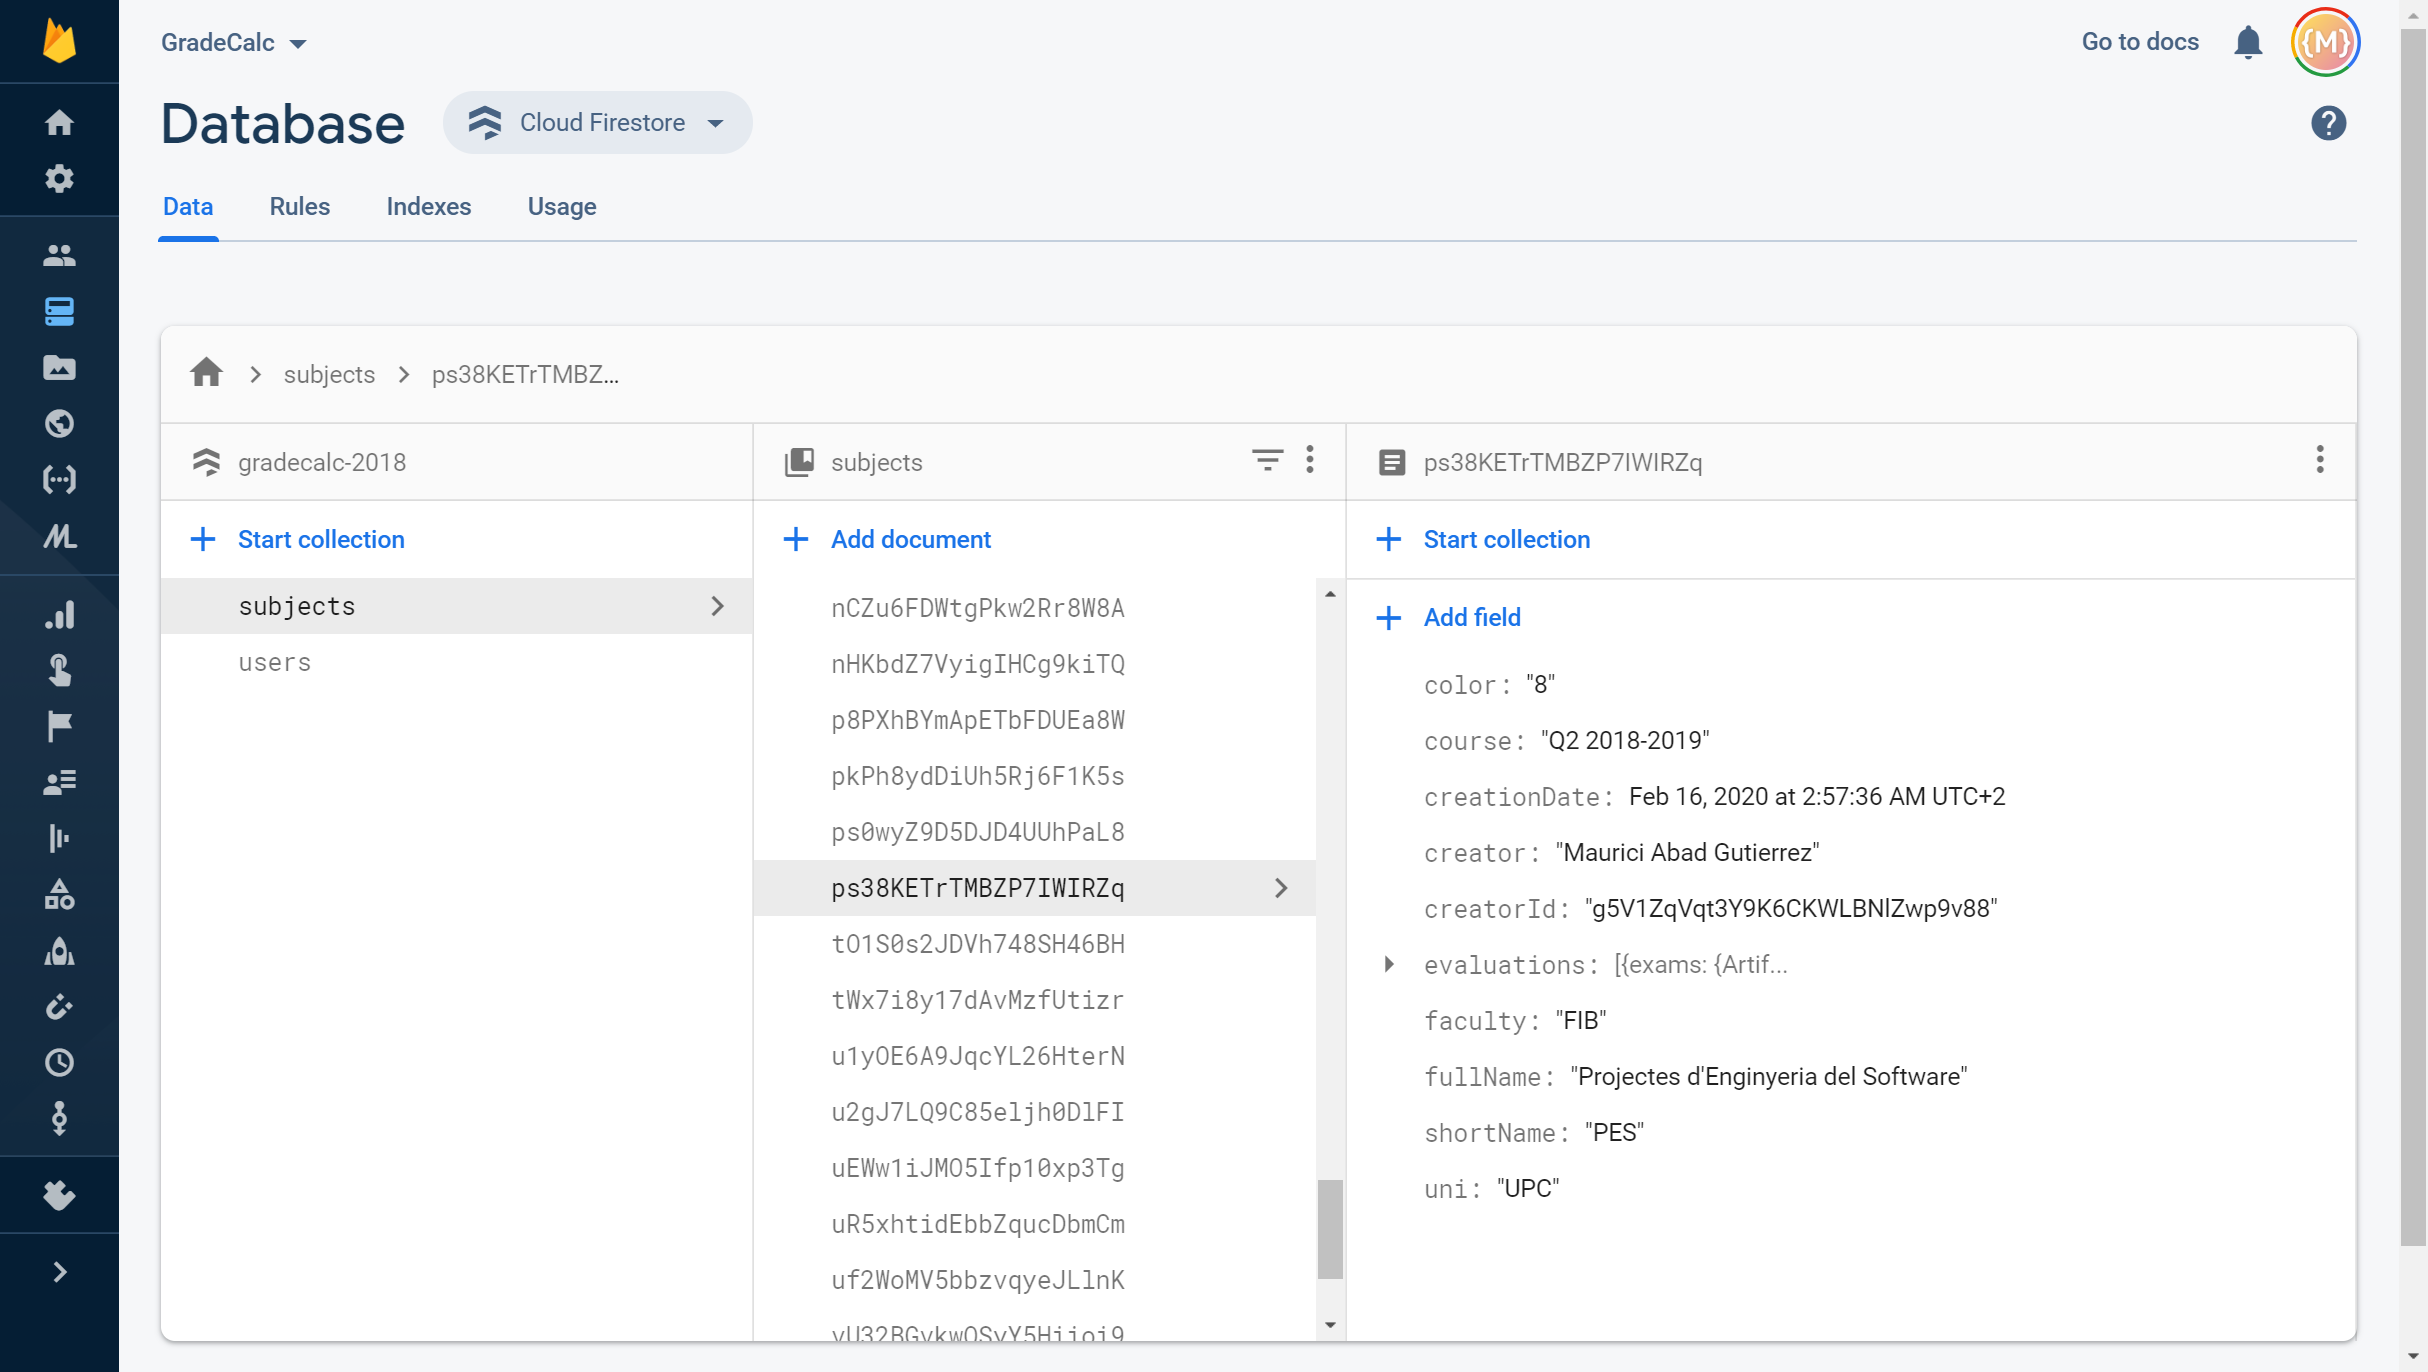 GradeCalc
Go to docs
{M}
Database
Cloud Firestore
?
Data
Rules
Indexes
Usage
subjects
ps38KETrTMBZ...
gradecalc-2018
subjects
ps38KETrTMBZP7IWIRZq
Start collection
Add document
Start collection
subjects
users
nCZu6FDWtgPkw2Rr8W8A
nHKbdZ7VyigIHCg9kiTQ
p8PXhBYmApETbFDUEa8W
pkPh8ydDiUh5Rj6F1K5s
ps0wyZ9D5DJD4UUhPaL8
ps38KETrTMBZP7IWIRZq
tO1S0s2JDVh748SH46BH
tWx7i8y17dAvMzfUtizr
u1yOE6A9JqcYL26HterN
u2gJ7LQ9C85eljh0DlFI
uEWw1iJMO5Ifp10xp3Tg
uR5xhtidEbbZqucDbmCm
uf2WoMV5bbzvqyeJLlnK
Add field
color: "8"
course: "Q2 2018-2019"
creationDate: Feb 16, 2020 at 2:57:36 AM UTC+2
creator: "Maurici Abad Gutierrez"
creatorId: "g5V1ZqVqt3Y9K6CKWLBNlZwp9v88"
evaluations: [{exams: {Artif...
faculty: "FIB"
fullName: "Projectes d'Enginyeria del Software"
shortName: "PES"
uni: "UPC"